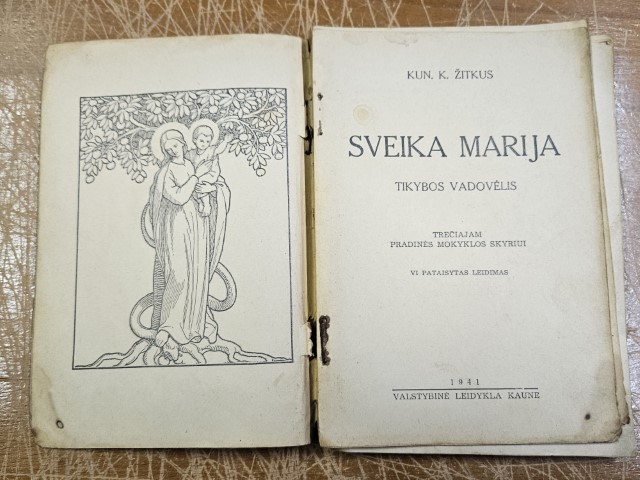 KUN. K. ŽITKUS
SVEIKA MARIJA
TIKYBOS VADOVĖLIS
TREČIAJAM
PRADINĖS MOKYKLOS SKYRIUI
VI PATAISYTAS LEIDIMAS
1941
VALSTYBINĖ LEIDYKLA KAUNE